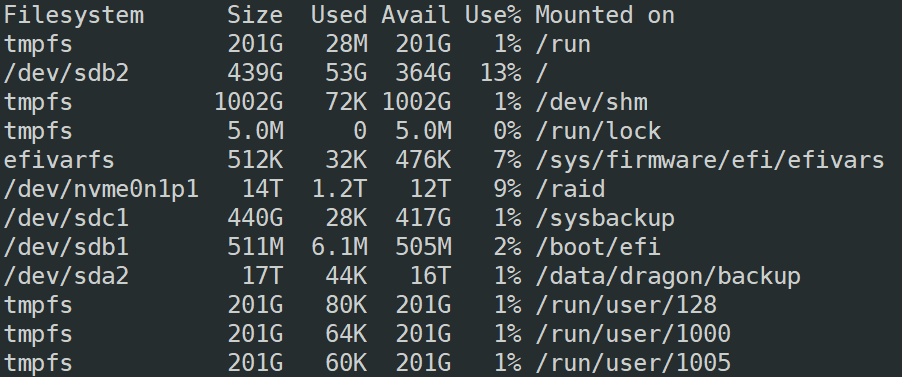 Filesystem      Size  Used Avail Use% Mounted on
tmpfs           201G   28M  201G   1% /run
/dev/sdb2       439G   53G  364G  13% /
tmpfs          1002G   72K 1002G   1% /dev/shm
tmpfs           5.0M     0  5.0M   0% /run/lock
efivarfs        512K   32K  476K   7% /sys/firmware/efi/efivars
/dev/nvme0n1p1   14T  1.2T   12T   9% /raid
/dev/sdc1       440G   28K  417G   1% /sysbackup
/dev/sdb1       511M  6.1M  505M   2% /boot/efi
/dev/sda2        17T   44K   16T   1% /data/dragon/backup
tmpfs           201G   80K  201G   1% /run/user/128
tmpfs           201G   64K  201G   1% /run/user/1000
tmpfs           201G   60K  201G   1% /run/user/1005